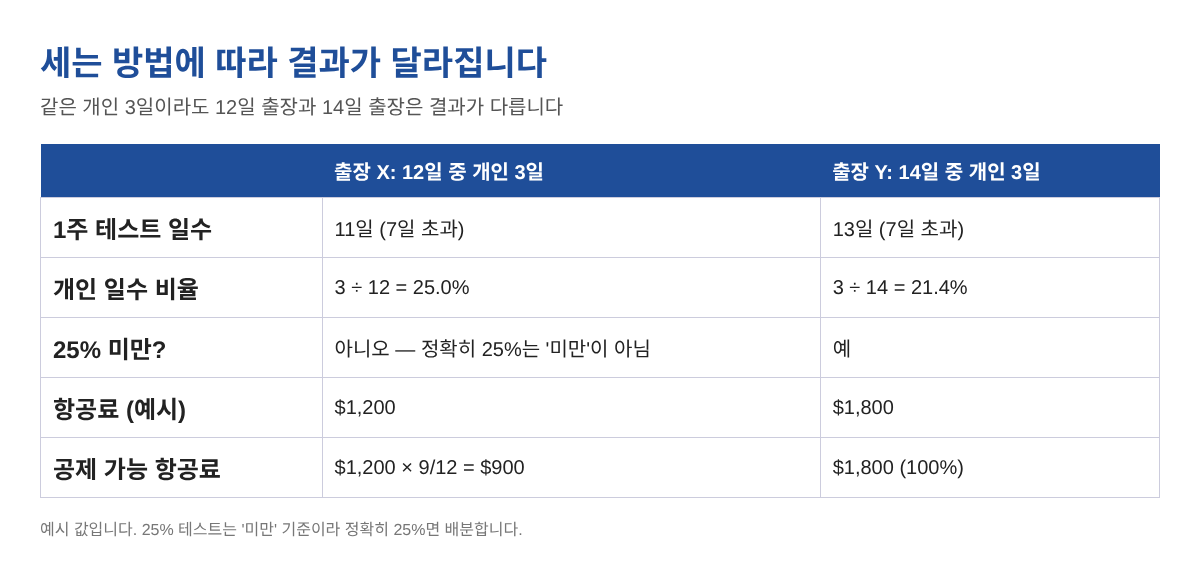 세는 방법에 따라 결과가 달라집니다
같은 개인 3일이라도 12일 출장과 14일 출장은 결과가 다릅니다
출장 X: 12일 중 개인 3일 출장 Y: 14일 중 개인 3일
1주 테스트 일수 11일 (7일 초과) 13일 (7일 초과)
개인 일수 비율 3 ÷ 12 = 25.0% 3 ÷ 14 = 21.4%
25% 미만? 아니오 — 정확히 25%는 '미만'이 아님 예
항공료 (예시) $1,200 $1,800
공제 가능 항공료 $1,200 × 9/12 = $900 $1,800 (100%)
예시 값입니다. 25% 테스트는 '미만' 기준이라 정확히 25%면 배분합니다.